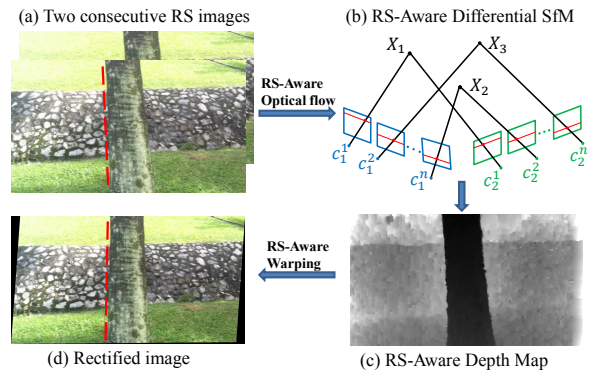 (a) Two consecutive RS images
(b) RS-Aware Differential SfM
RS-Aware
Optical flow
X₁
X₃
X₂
c₁¹
c₁²
c₁ⁿ
c₂¹
c₂²
c₂ⁿ
RS-Aware
Warping
(d) Rectified image
(c) RS-Aware Depth Map